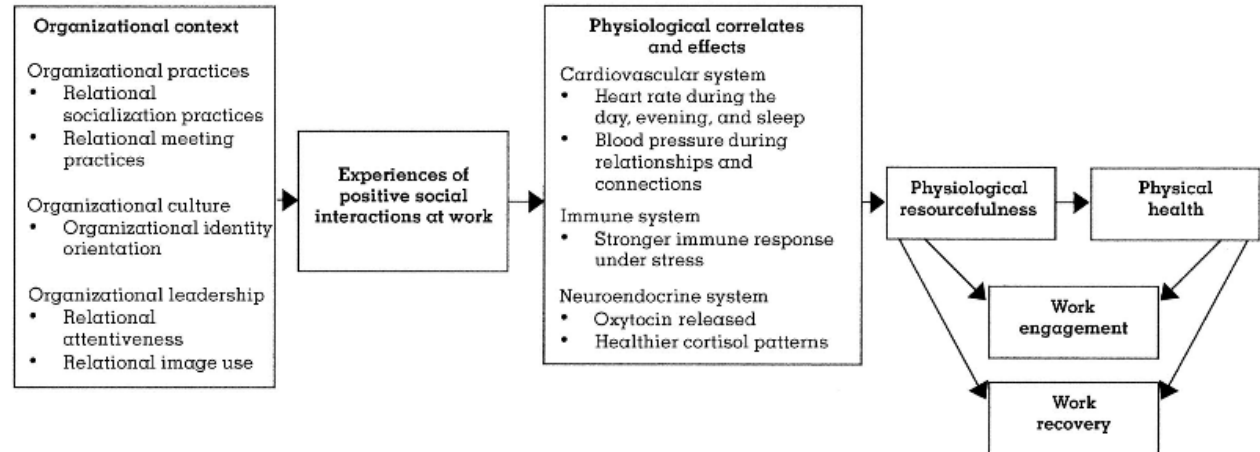 Organizational context
Organizational practices
• Relational
socialization practices
• Relational meeting
practices
Organizational culture
• Organizational identity
orientation
Organizational leadership
• Relational
attentiveness
• Relational image use
Experiences of
positive social
interactions at work
Physiological correlates
and effects
Cardiovascular system
• Heart rate during the
day, evening, and sleep
• Blood pressure during
relationships and
connections
Immune system
• Stronger immune response
under stress
Neuroendocrine system
• Oxytocin released
• Healthier cortisol patterns
Physiological
resourcefulness
Physical
health
Work
engagement
Work
recovery